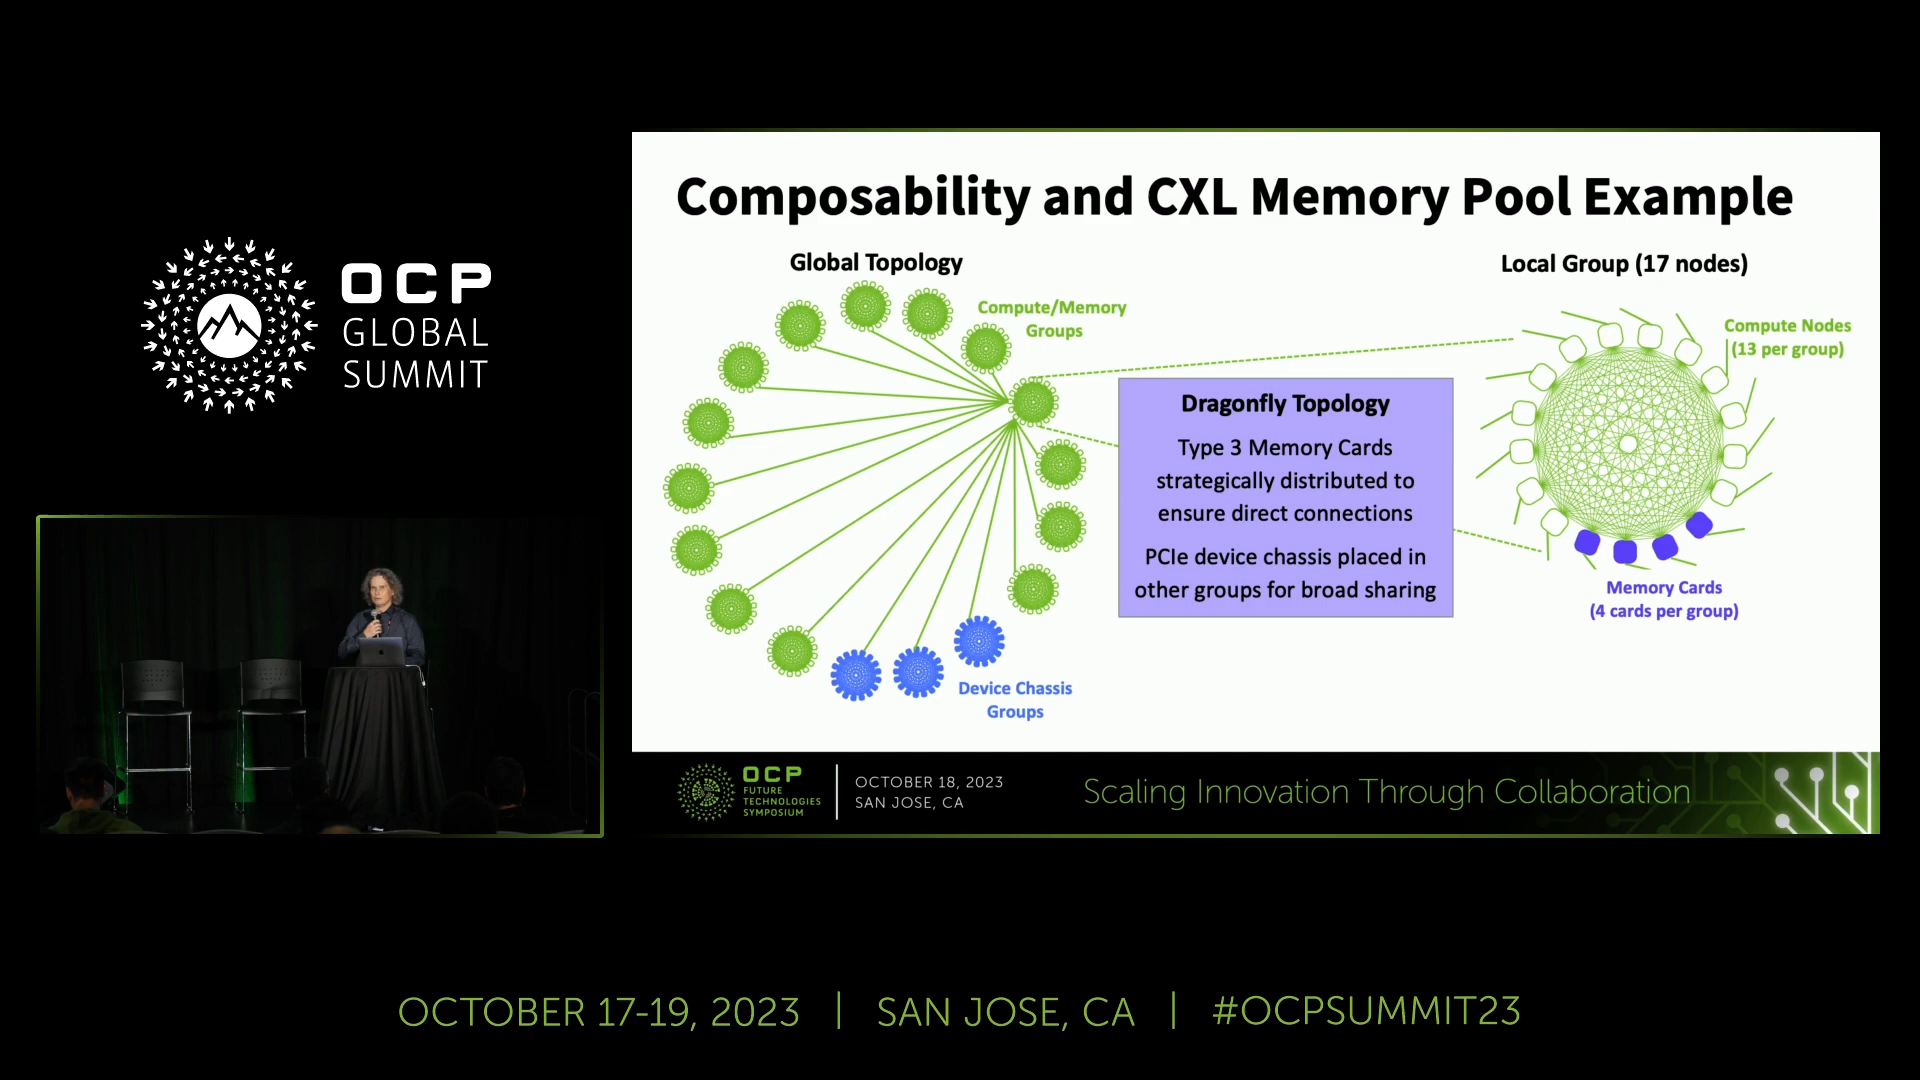 OCP
GLOBAL
SUMMIT
Composability and CXL Memory Pool Example
Global Topology
Local Group (17 nodes)
Compute/Memory
Groups
Compute Nodes
(13 per group)
Dragonfly Topology
Type 3 Memory Cards
strategically distributed to
ensure direct connections
PCIe device chassis placed in
other groups for broad sharing
Memory Cards
(4 cards per group)
Device Chassis
Groups
OCP
FUTURE
TECHNOLOGIES
SYMPOSIUM
OCTOBER 18, 2023
SAN JOSE, CA
Scaling Innovation Through Collaboration
OCTOBER 17-19, 2023 | SAN JOSE, CA | #OCPSUMMIT23